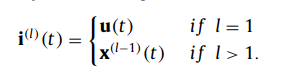 i⁽ˡ⁾(t) = { u(t) if l = 1
x⁽ˡ⁻¹⁾(t) if l > 1.